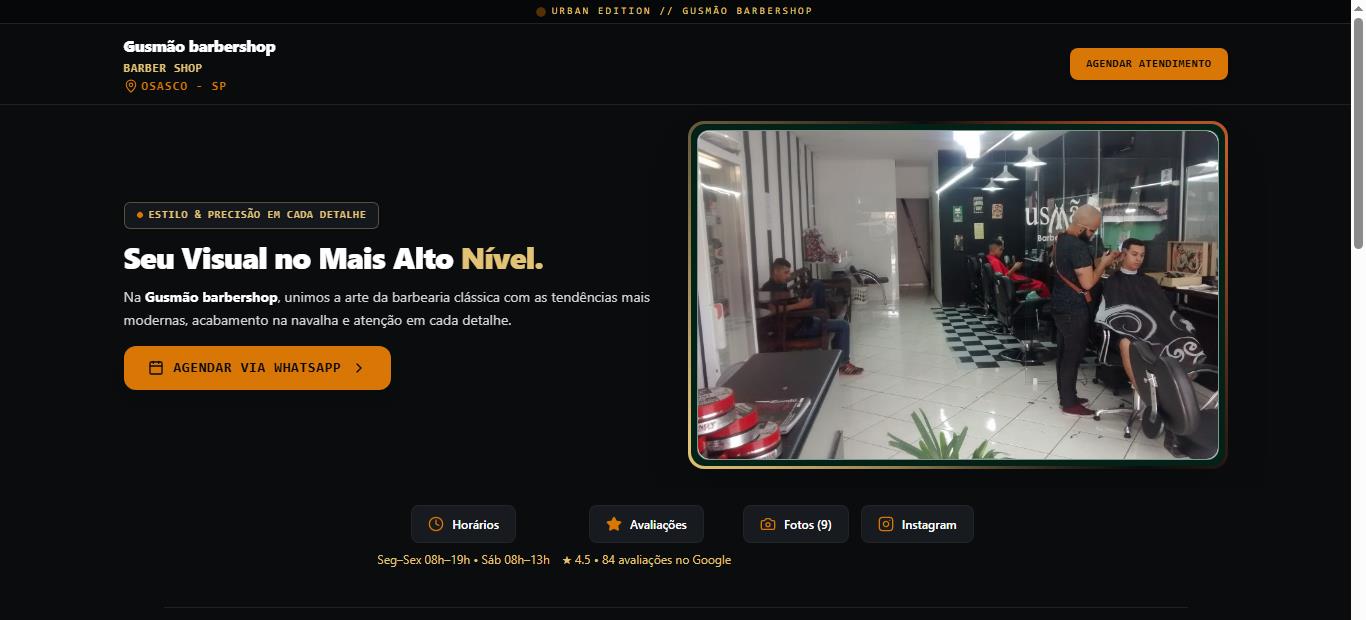 URBAN EDITION // GUSMÃO BARBERSHOP
Gusmão barbershop
BARBER SHOP
OSASCO - SP
AGENDAR ATENDIMENTO
ESTILO & PRECISÃO EM CADA DETALHE
Seu Visual no Mais Alto Nível.
Na Gusmão barbershop, unimos a arte da barbearia clássica com as tendências mais
modernas, acabamento na navalha e atenção em cada detalhe.
AGENDAR VIA WHATSAPP
Horários
Avaliações
Fotos (9)
Instagram
Seg–Sex 08h–19h • Sáb 08h–13h
★ 4.5 • 84 avaliações no Google